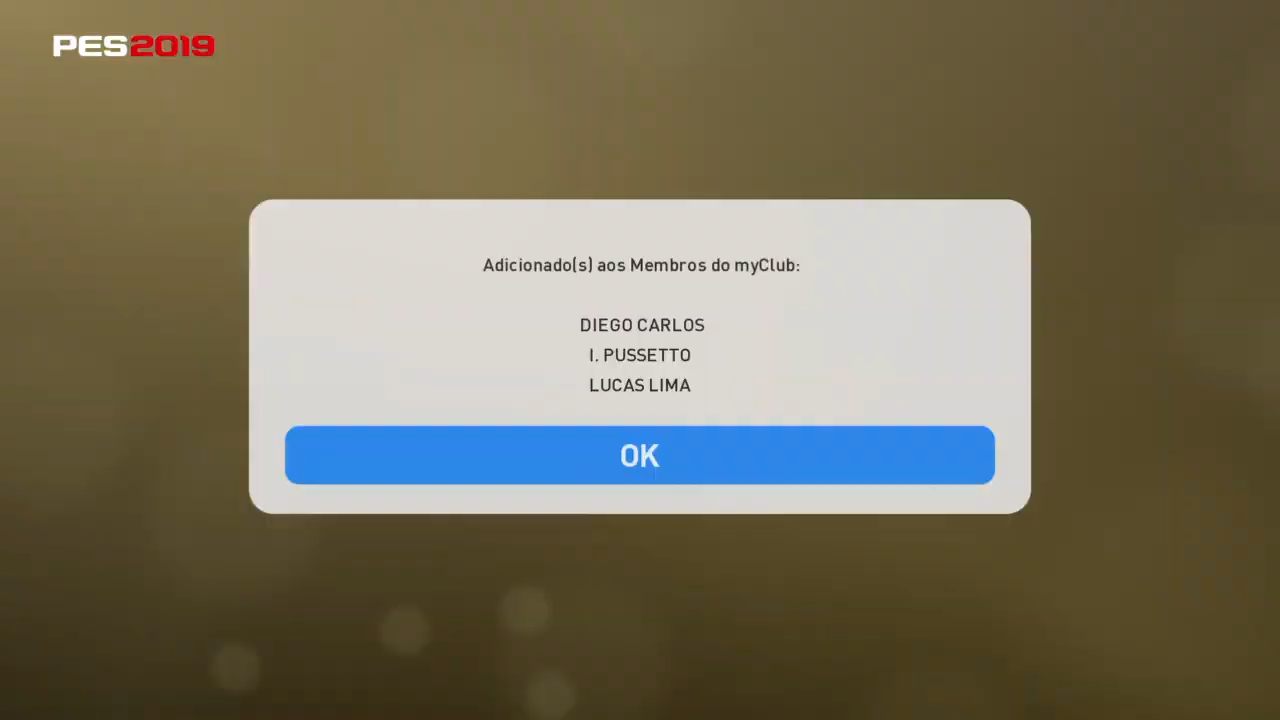 PES2019
Adicionado(s) aos Membros do myClub:
DIEGO CARLOS
I. PUSSETTO
LUCAS LIMA
OK